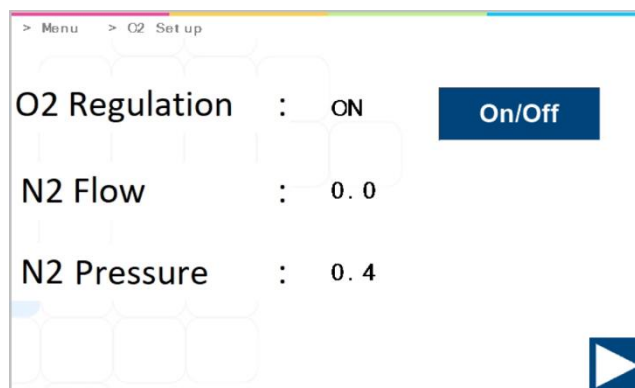 > Menu > O2 Set up
O2 Regulation : ON On/Off
N2 Flow : 0.0
N2 Pressure : 0.4